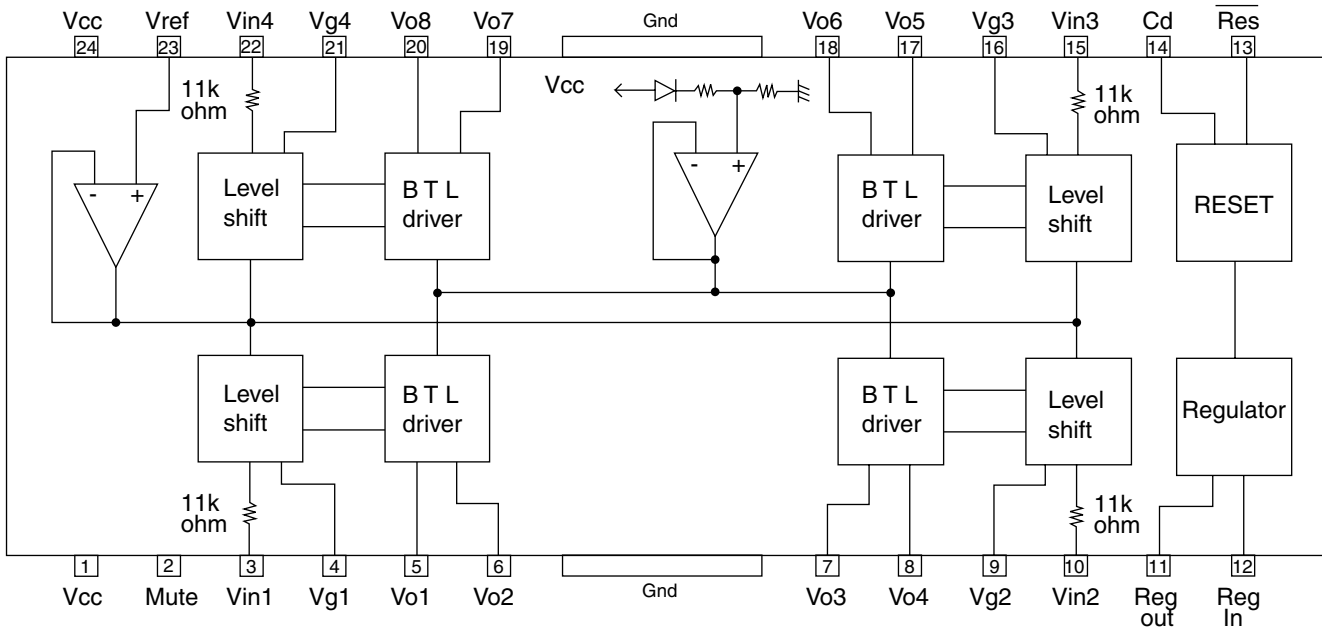 Vcc Vref Vin4 Vg4 Vo8 Vo7 Gnd Vo6 Vo5 Vg3 Vin3 Cd Res
24 23 22 21 20 19 18 17 16 15 14 13
11k
ohm
Vcc
11k
ohm
- +
Level
shift
B T L
driver
- +
B T L
driver
Level
shift
RESET
Level
shift
B T L
driver
B T L
driver
Level
shift
Regulator
11k
ohm
11k
ohm
1 2 3 4 5 6 7 8 9 10 11 12
Vcc Mute Vin1 Vg1 Vo1 Vo2 Gnd Vo3 Vo4 Vg2 Vin2 Reg
out
Reg
In